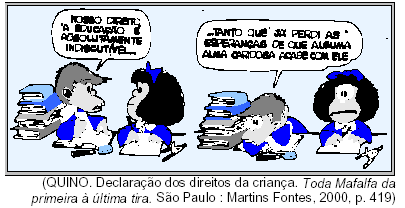 NOSSO DIREITO
À EDUCAÇÃO É
ABSOLUTAMENTE
INDISCUTÍVEL...
...TANTO QUE JÁ PERDI AS
ESPERANÇAS DE QUE ALGUMA
ALMA CARIDOSA ACABE COM ELE
(QUINO. Declaração dos direitos da criança. Toda Mafalfa da
primeira à última tira. São Paulo : Martins Fontes, 2000, p. 419)